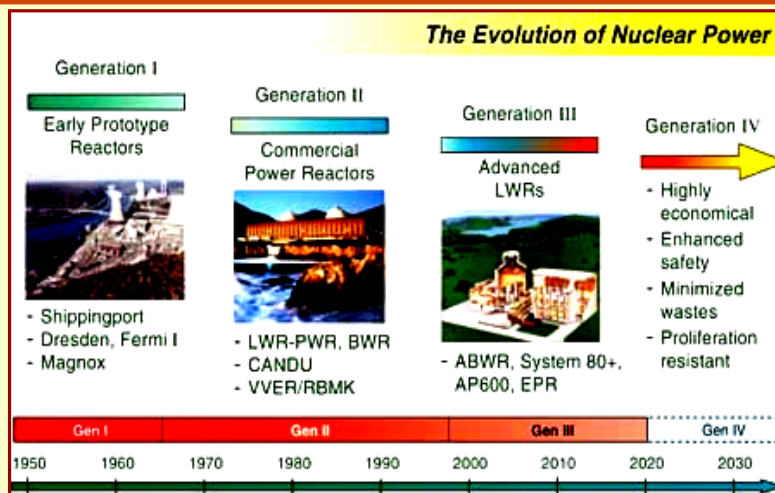 The Evolution of Nuclear Power
Generation I
Early Prototype
Reactors
- Shippingport
- Dresden, Fermi I
- Magnox
Generation II
Commercial
Power Reactors
- LWR-PWR, BWR
- CANDU
- VVER/RBMK
Generation III
Advanced
LWRs
- ABWR, System 80+,
AP600, EPR
Generation IV
- Highly
economical
- Enhanced
safety
- Minimized
wastes
- Proliferation
resistant
Gen I Gen II Gen III Gen IV
1950 1960 1970 1980 1990 2000 2010 2020 2030